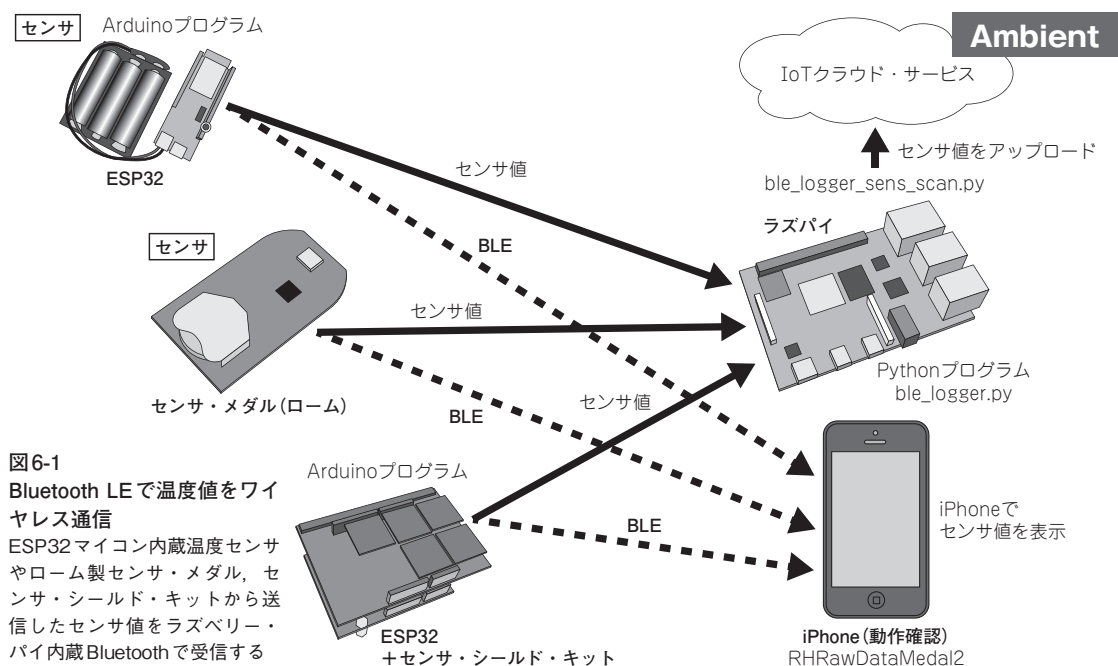 センサ
Arduinoプログラム
ESP32
Ambient
IoTクラウド・サービス
センサ値をアップロード
ble_logger_sens_scan.py
ラズパイ
センサ値
BLE
センサ
センサ値
センサ・メダル(ローム)
BLE
センサ値
Pythonプログラム
ble_logger.py
Arduinoプログラム
BLE
ESP32
+センサ・シールド・キット
iPhoneで
センサ値を表示
iPhone(動作確認)
RHRawDataMedal2
図6-1
Bluetooth LEで温度値をワイ
ヤレス通信
ESP32マイコン内蔵温度センサ
やローム製センサ・メダル,セ
ンサ・シールド・キットから送
信したセンサ値をラズベリー・
パイ内蔵Bluetoothで受信する